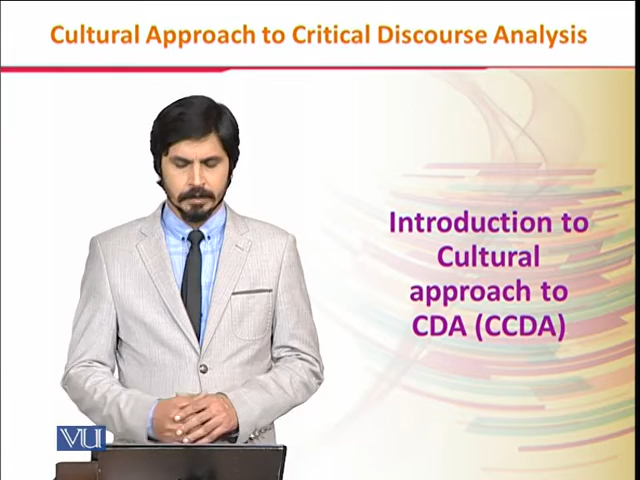 Cultural Approach to Critical Discourse Analysis
Introduction to
Cultural
approach to
CDA (CCDA)
VU